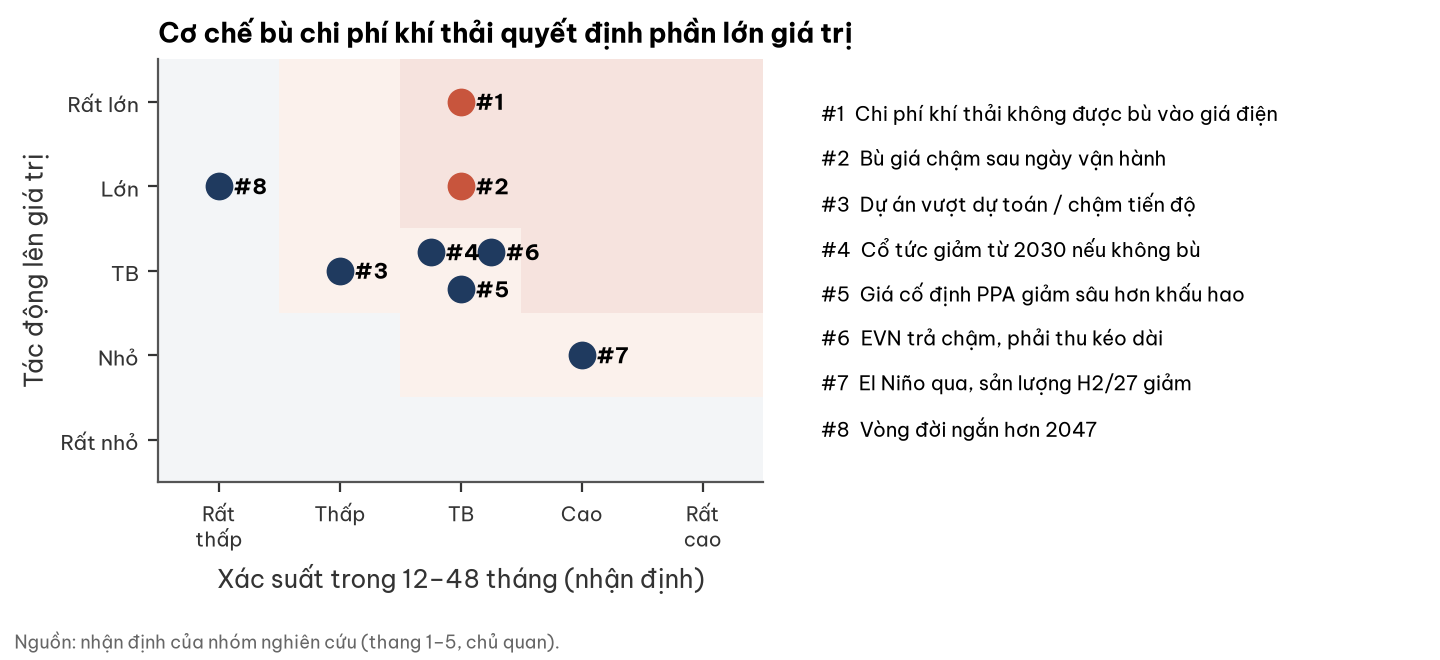 Cơ chế bù chi phí khí thải quyết định phần lớn giá trị
Tác động lên giá trị
Rất lớn
Lớn
TB
Nhỏ
Rất nhỏ
#1
#2
#8
#4
#6
#3
#5
#7
Rất
thấp
Thấp
TB
Cao
Rất
cao
Xác suất trong 12–48 tháng (nhận định)
#1 Chi phí khí thải không được bù vào giá điện
#2 Bù giá chậm sau ngày vận hành
#3 Dự án vượt dự toán / chậm tiến độ
#4 Cổ tức giảm từ 2030 nếu không bù
#5 Giá cố định PPA giảm sâu hơn khấu hao
#6 EVN trả chậm, phải thu kéo dài
#7 El Niño qua, sản lượng H2/27 giảm
#8 Vòng đời ngắn hơn 2047
Nguồn: nhận định của nhóm nghiên cứu (thang 1–5, chủ quan).